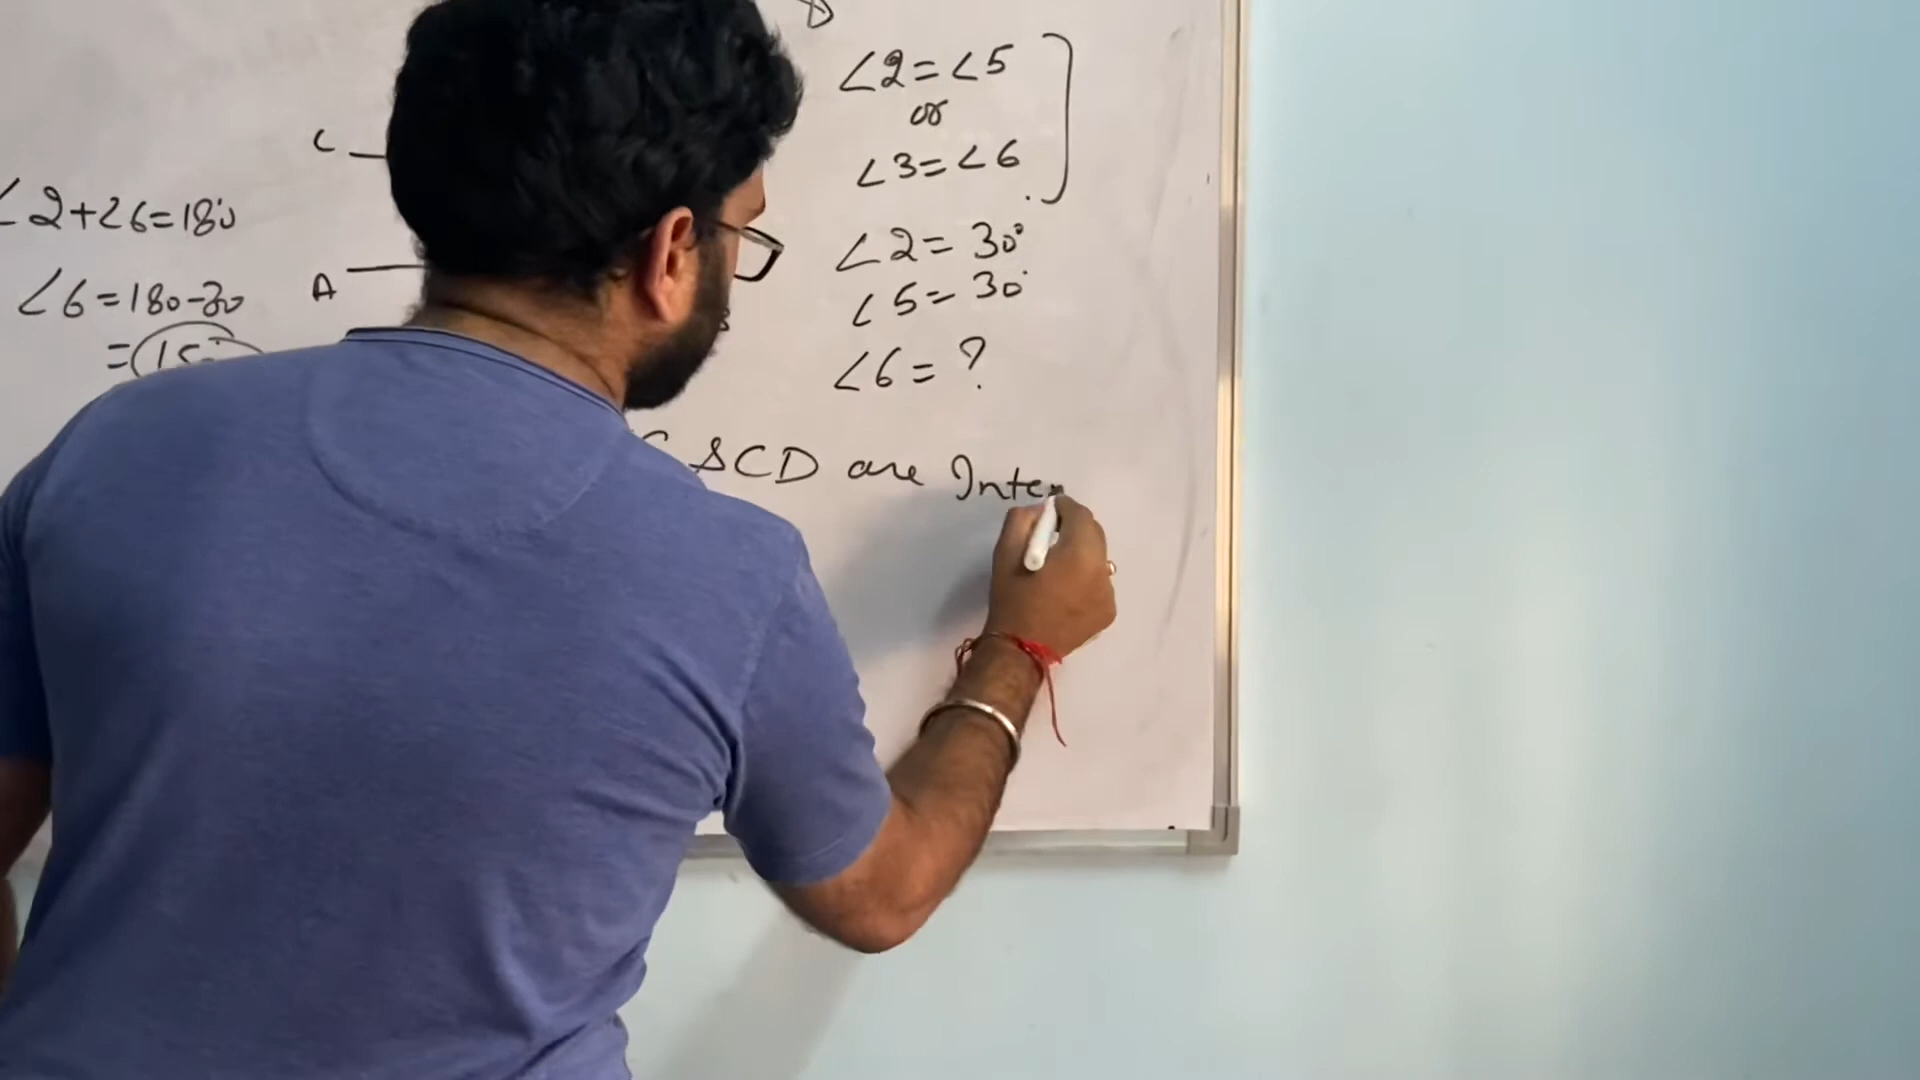 ∠2+∠6=180
∠6=180-30
=150
C
A
D
∠2=∠5
or
∠3=∠6
∠2=30°
∠5=30°
∠6=?
&CD are Inter